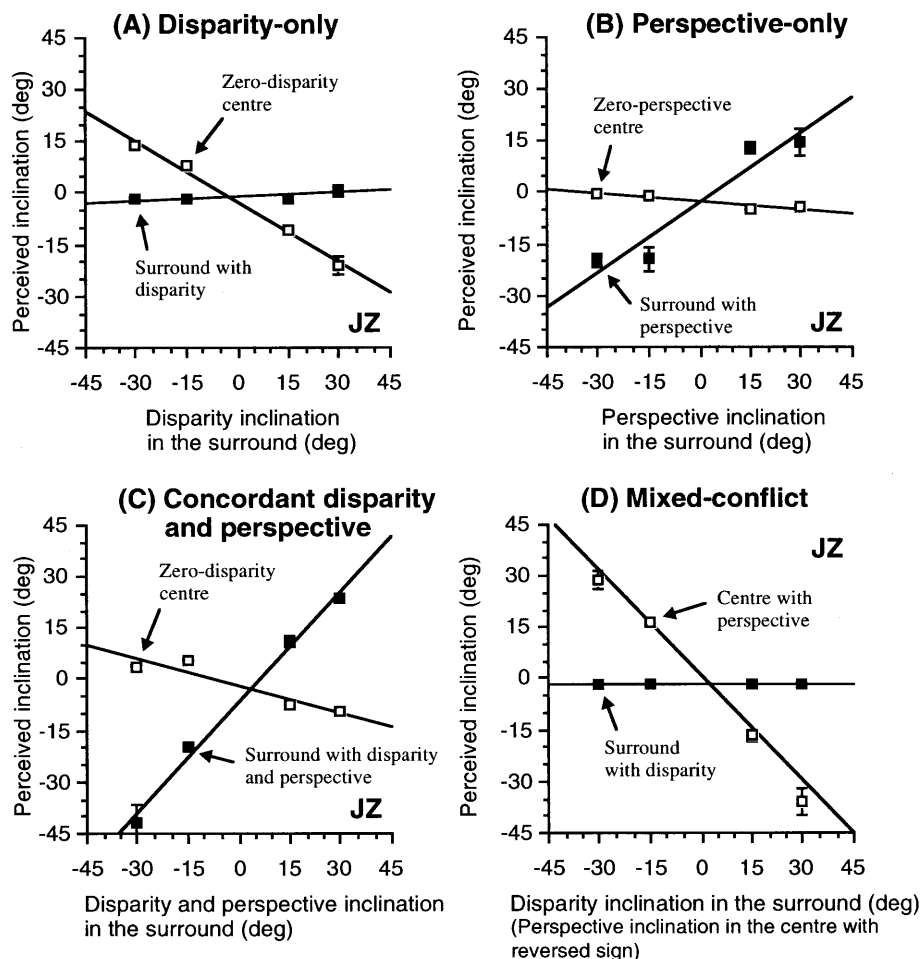 (A) Disparity-only
45
30
15
0
-15
-30
-45
Perceived inclination (deg)
Zero-disparity
centre
Surround with
disparity
JZ
-45 -30 -15 0 15 30 45
Disparity inclination
in the surround (deg)
(B) Perspective-only
45
30
15
0
-15
-30
-45
Perceived inclination (deg)
Zero-perspective
centre
Surround with
perspective
JZ
-45 -30 -15 0 15 30 45
Perspective inclination
in the surround (deg)
(C) Concordant disparity
and perspective
45
30
15
0
-15
-30
-45
Perceived inclination (deg)
Zero-disparity
centre
Surround with disparity
and perspective
JZ
-45 -30 -15 0 15 30 45
Disparity and perspective inclination
in the surround (deg)
(D) Mixed-conflict
45
30
15
0
-15
-30
-45
Perceived inclination (deg)
JZ
Centre with
perspective
Surround
with disparity
-45 -30 -15 0 15 30 45
Disparity inclination in the surround (deg)
(Perspective inclination in the centre with
reversed sign)